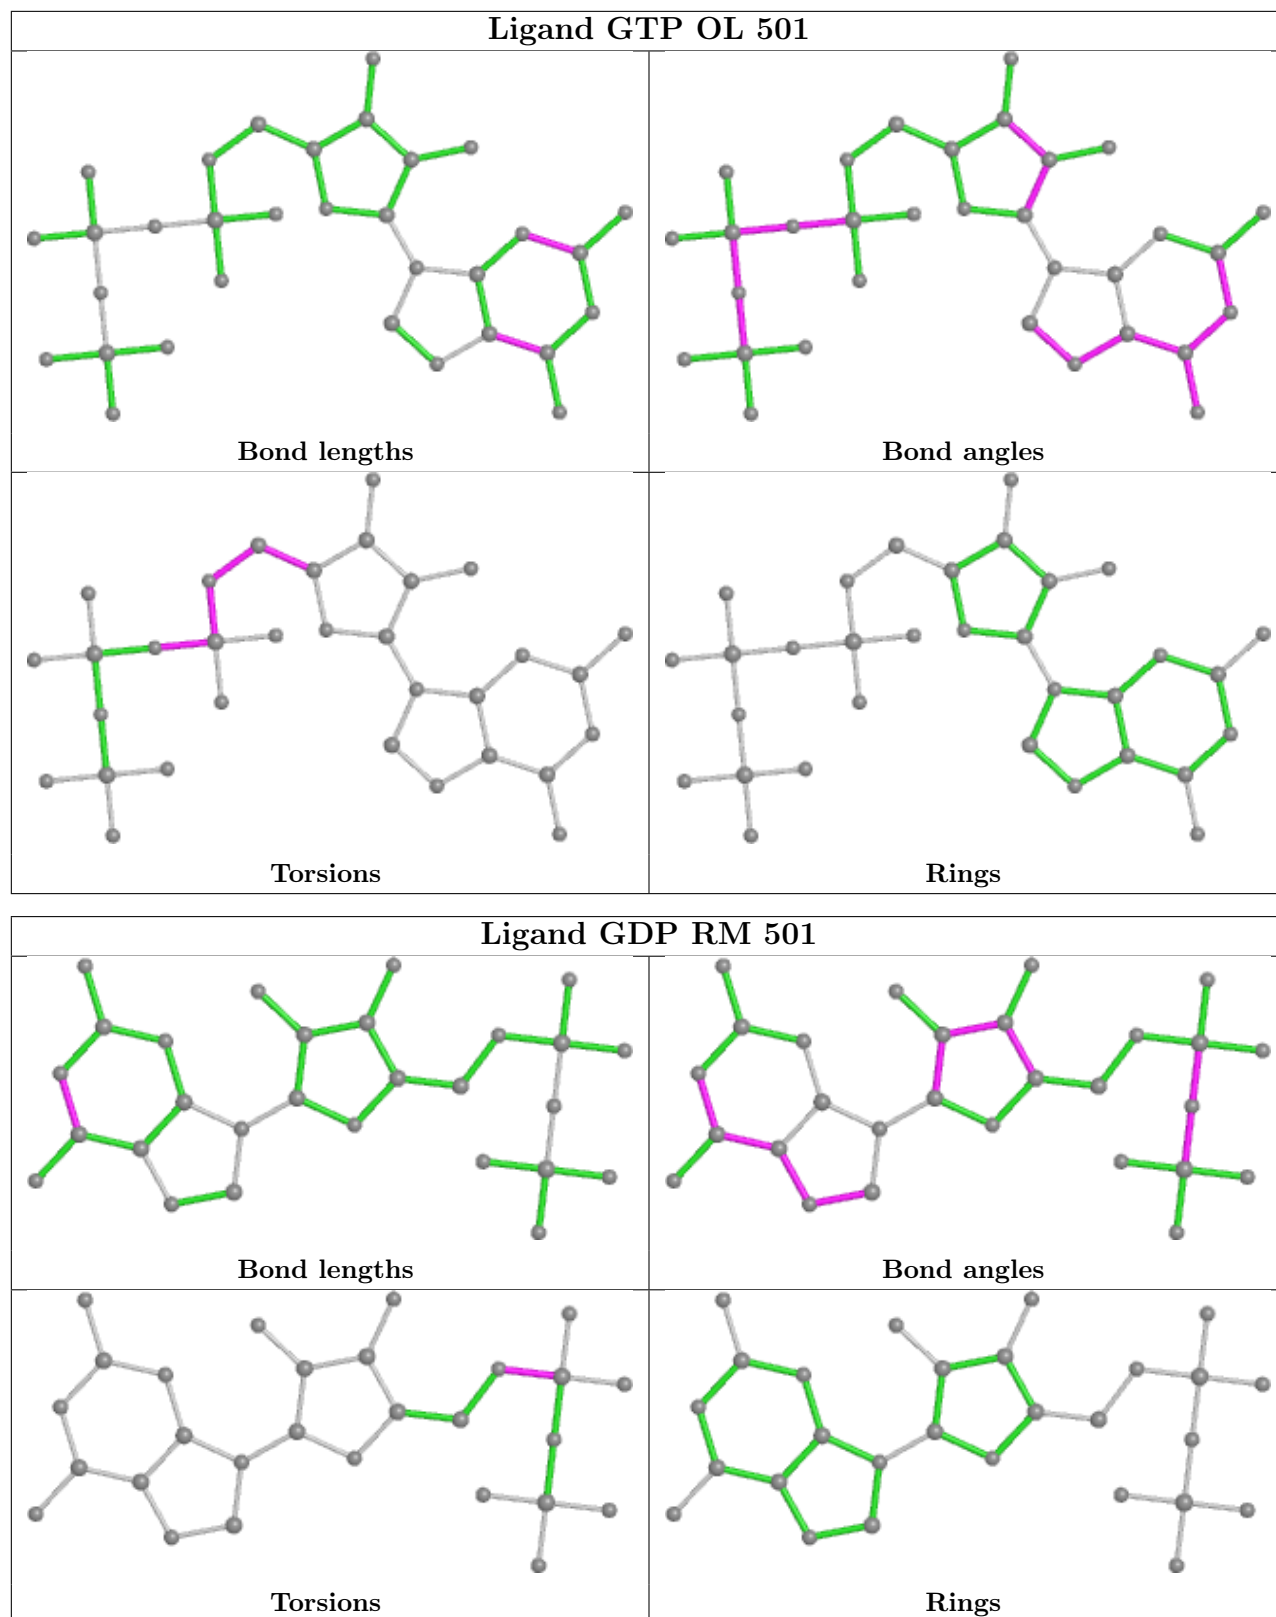 Ligand GTP OL 501
Bond lengths
Bond angles
Torsions
Rings
Ligand GDP RM 501
Bond lengths
Bond angles
Torsions
Rings